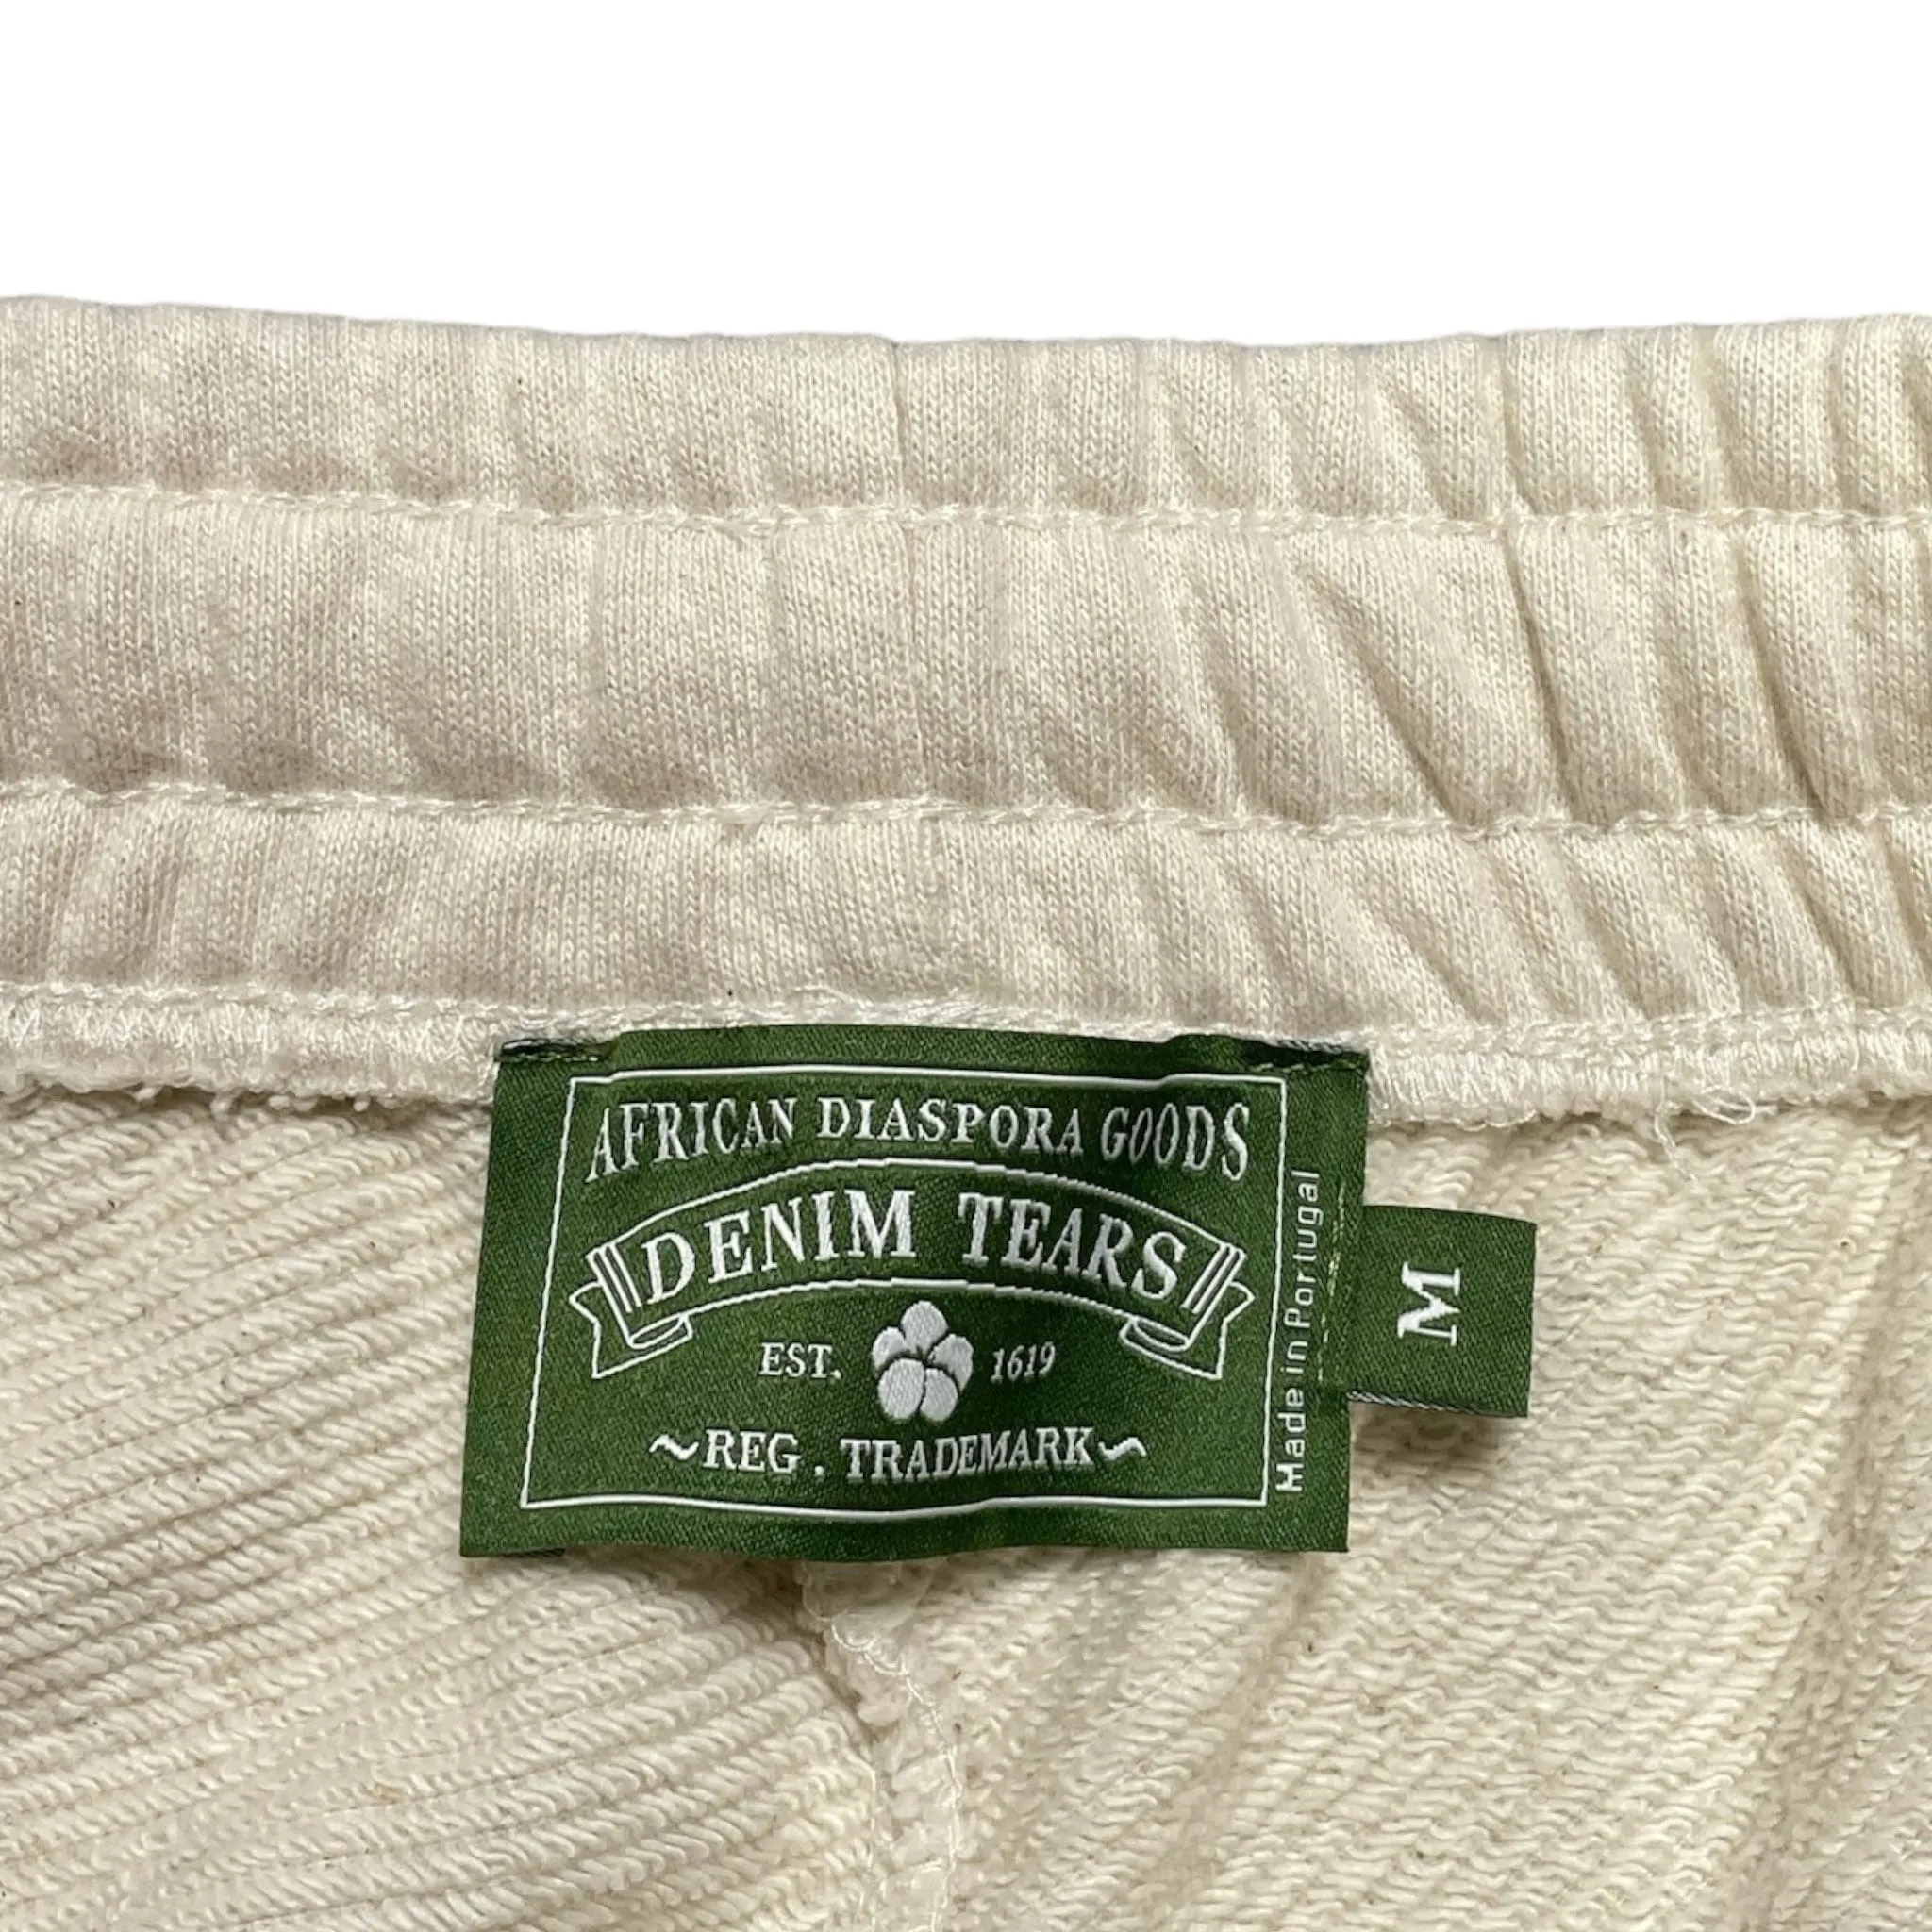 AFRICAN DIASPORA GOODS
DENIM TEARS
EST. 1619
~REG. TRADEMARK~
Made in Portugal
M